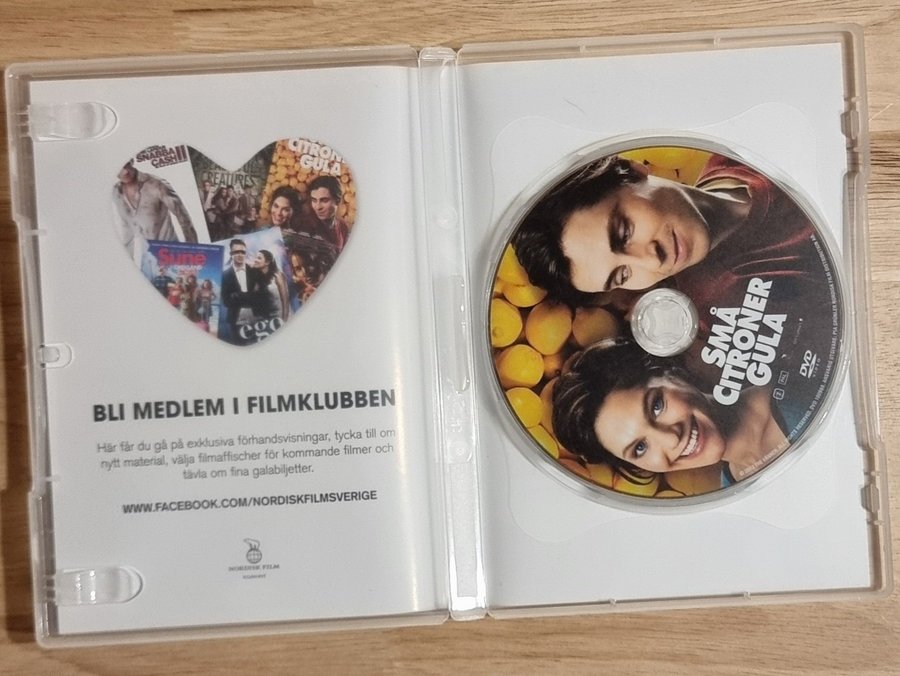 SNABBA
CASH II
CREATURES
CITRON
GULA
Sune
ego
BLI MEDLEM I FILMKLUBBEN
Här får du gå på exklusiva förhandsvisningar, tycka till om
nytt material, välja filmaffischer för kommande filmer och
tävla om fina galabiljetter.
WWW.FACEBOOK.COM/NORDISKFILMSVERIGE
NORDISK FILM
SMÅ
CITRONER
GULA
DVD
VIDEO